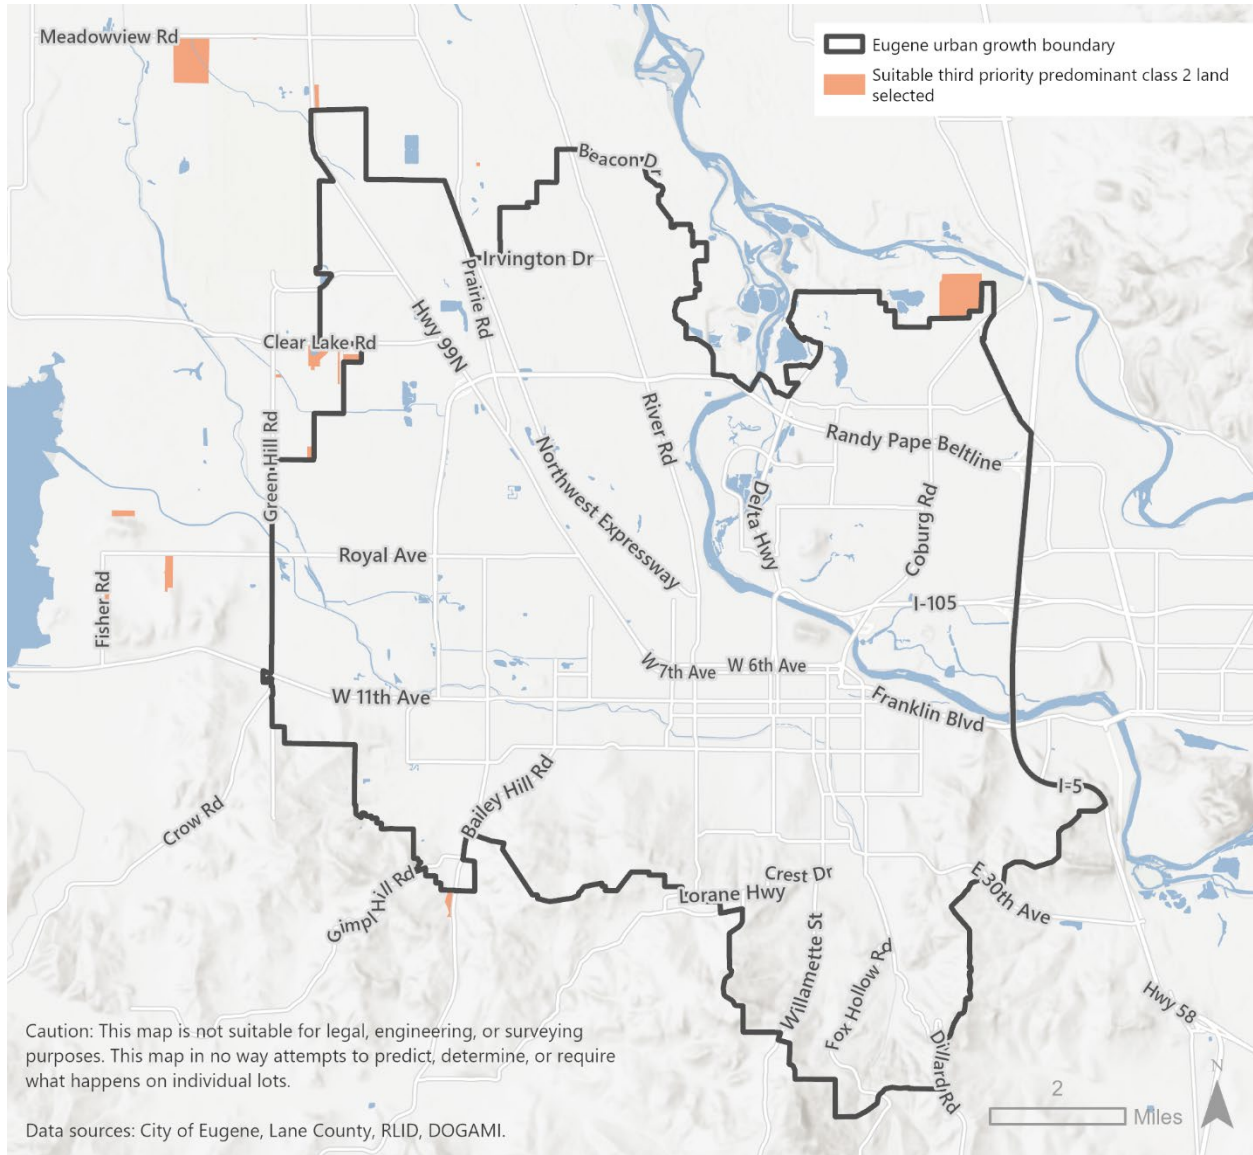 Meadowview Rd
Eugene urban growth boundary
Suitable third priority predominant class 2 land
selected
Beacon Dr
Irvington Dr
Prairie Rd
Hwy 99N
Clear Lake Rd
Green Hill Rd
River Rd
Randy Pape Beltline
Northwest Expressway
Delta Hwy
Coburg Rd
Royal Ave
Fisher Rd
I-105
W 7th Ave
W 6th Ave
W 11th Ave
Franklin Blvd
I-5
Bailey Hill Rd
Crow Rd
Gimpl Hill Rd
Crest Dr
Lorane Hwy
E 30th Ave
Willamette St
Fox Hollow Rd
Dillard Rd
Hwy 58
Caution: This map is not suitable for legal, engineering, or surveying
purposes. This map in no way attempts to predict, determine, or require
what happens on individual lots.
Data sources: City of Eugene, Lane County, RLID, DOGAMI.
2
Miles
N